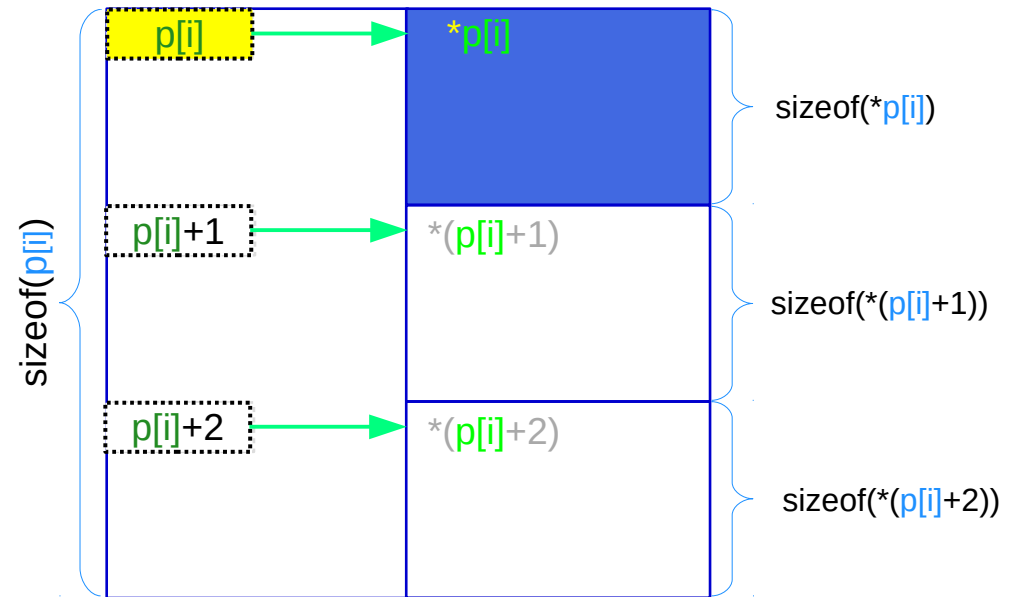 p[i]
*p[i]
sizeof(*p[i])
sizeof(p[i])
p[i]+1
*(p[i]+1)
sizeof(*(p[i]+1))
p[i]+2
*(p[i]+2)
sizeof(*(p[i]+2))